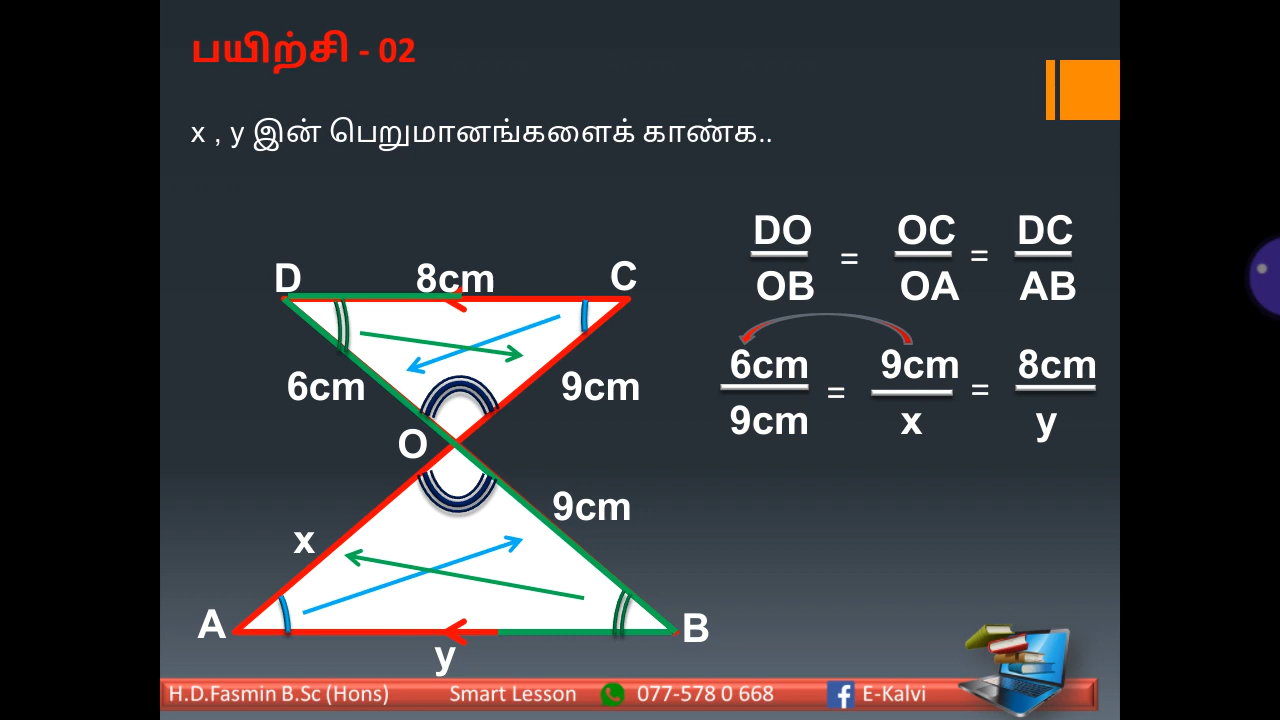 பயிற்சி - 02
x , y இன் பெறுமானங்களைக் காண்க..
DO = OC = DC
OB OA AB
6cm = 9cm = 8cm
9cm x y
D 8cm C
6cm 9cm
O
9cm
x
A B
y
H.D.Fasmin B.Sc (Hons) Smart Lesson 077-578 0 668 E-Kalvi